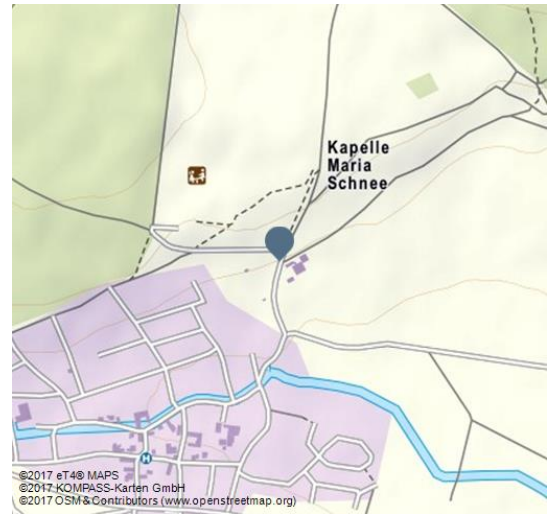 Kapelle
Maria
Schnee
H
©2017 eT4® MAPS
©2017 KOMPASS-Karten GmbH
©2017 OSM & Contributors (www.openstreetmap.org)